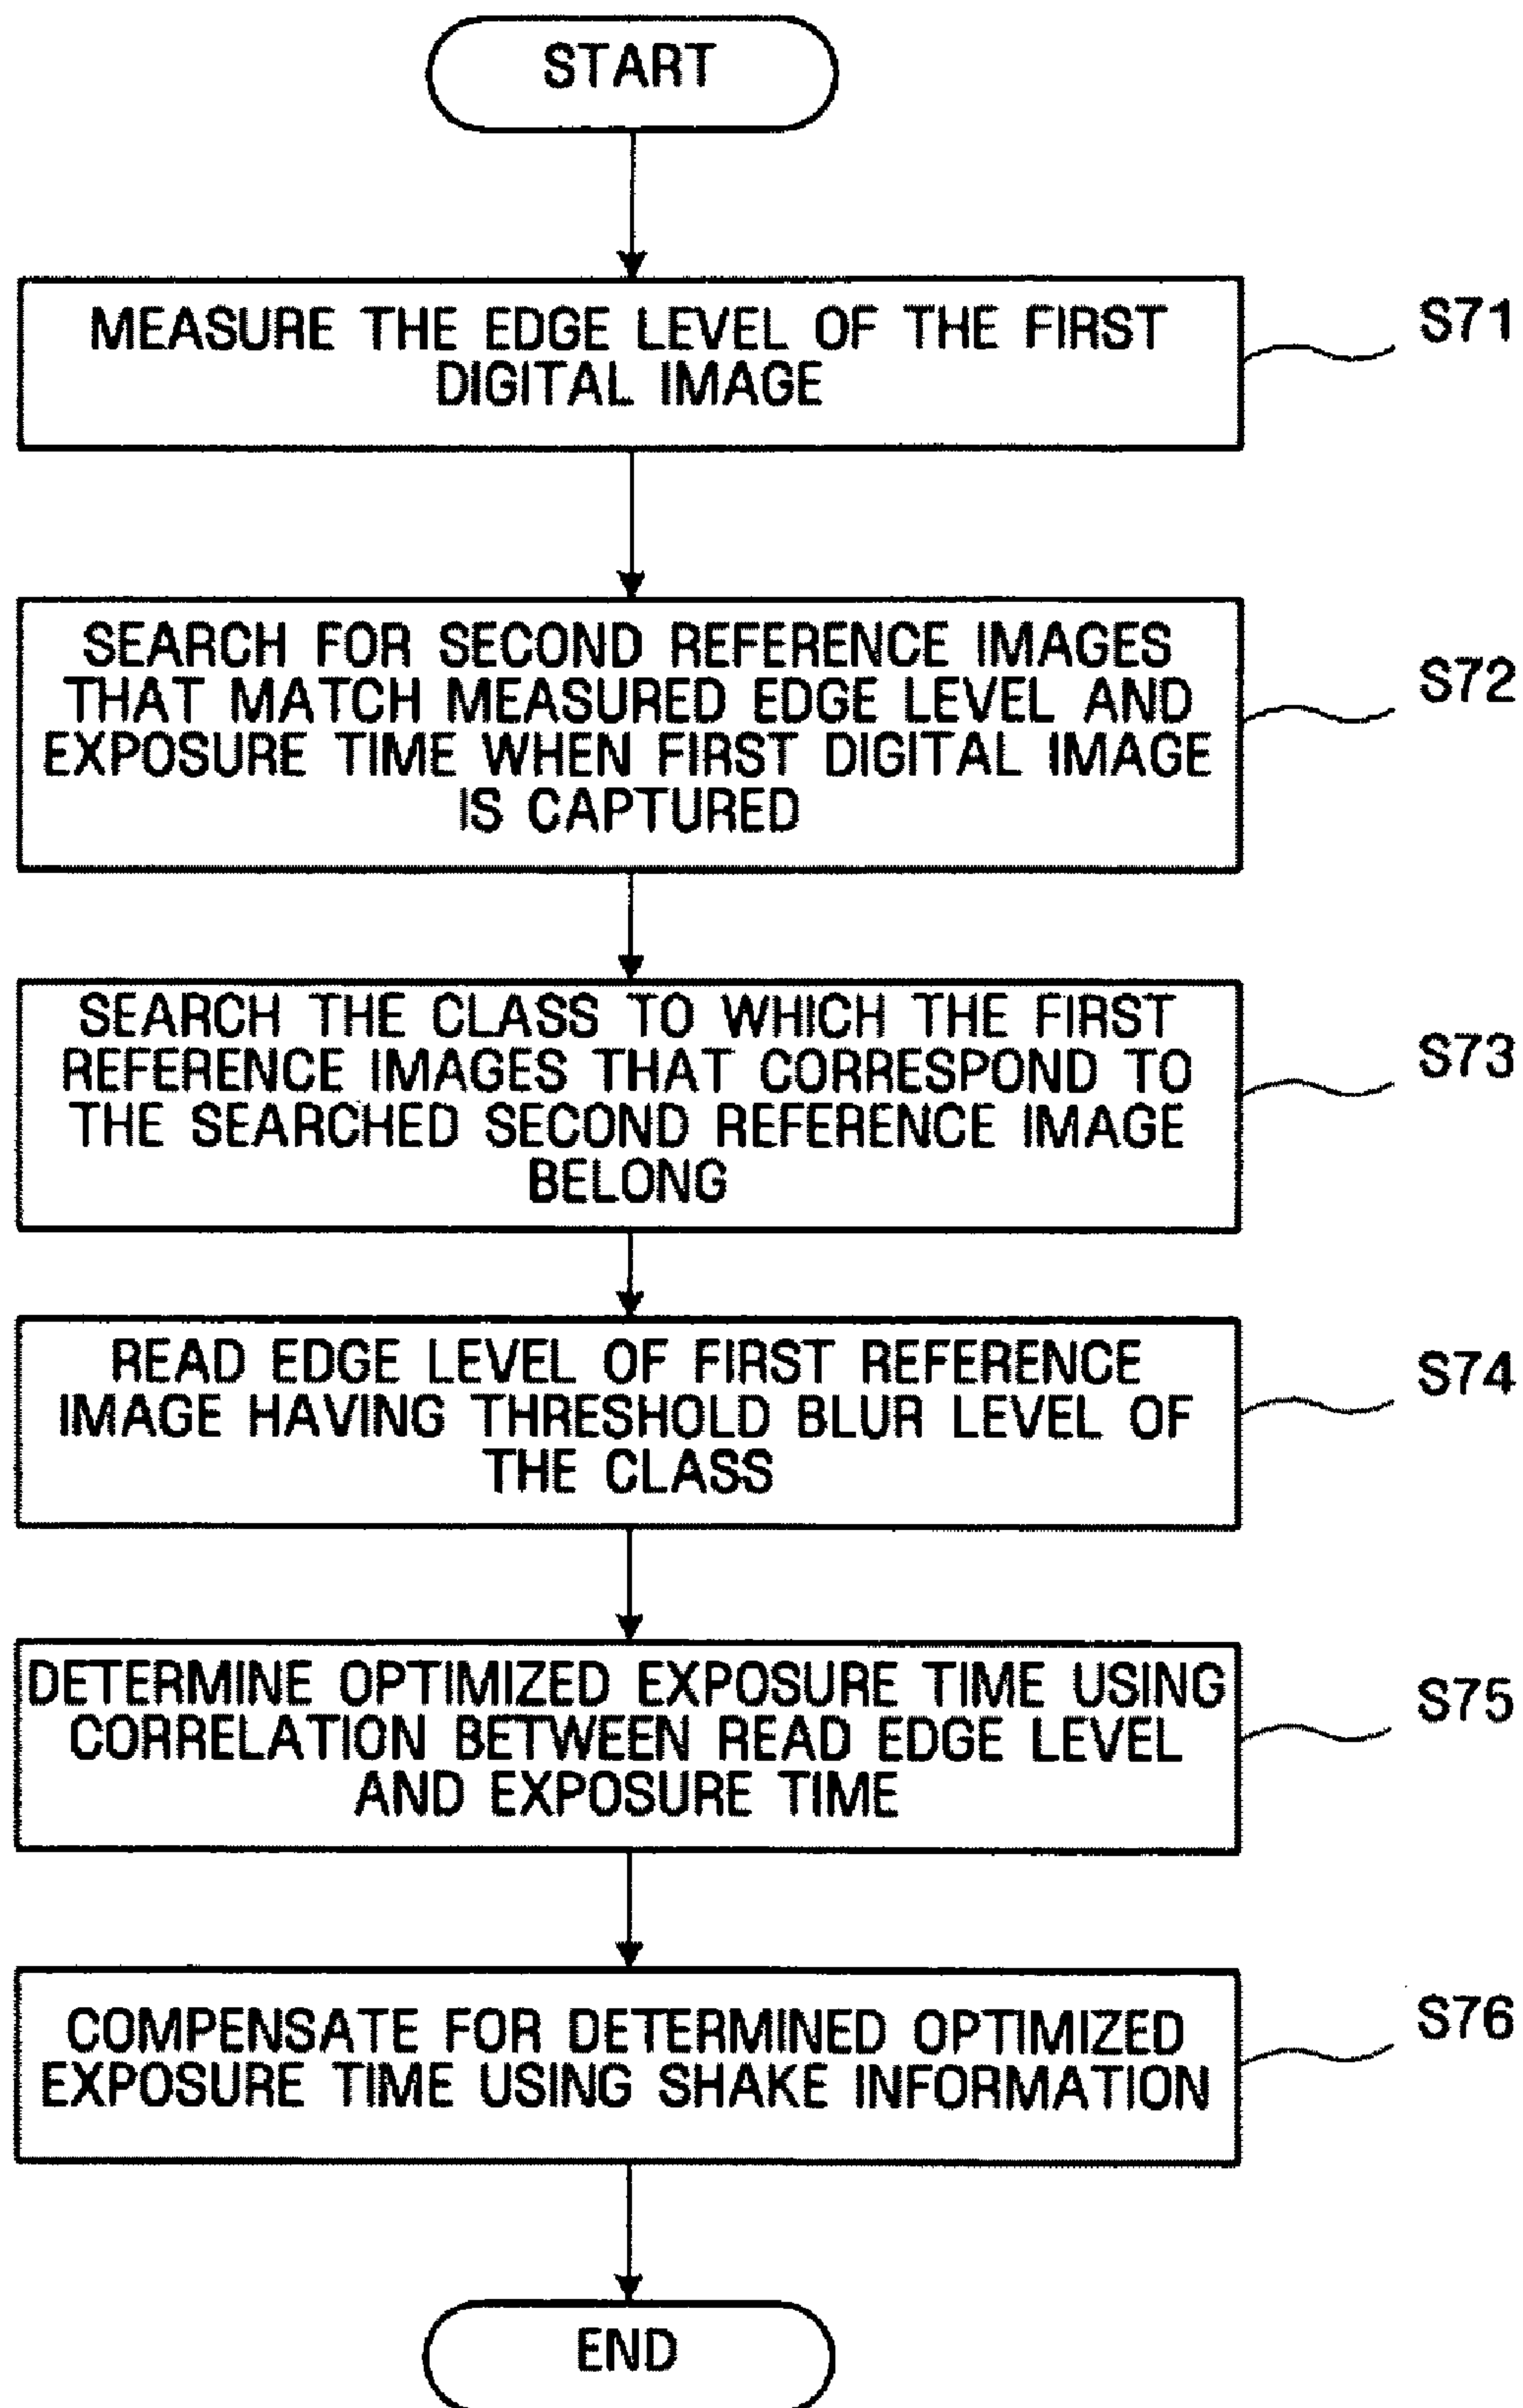 START
MEASURE THE EDGE LEVEL OF THE FIRST
DIGITAL IMAGE
S71
SEARCH FOR SECOND REFERENCE IMAGES
THAT MATCH MEASURED EDGE LEVEL AND
EXPOSURE TIME WHEN FIRST DIGITAL IMAGE
IS CAPTURED
S72
SEARCH THE CLASS TO WHICH THE FIRST
REFERENCE IMAGES THAT CORRESPOND TO
THE SEARCHED SECOND REFERENCE IMAGE
BELONG
S73
READ EDGE LEVEL OF FIRST REFERENCE
IMAGE HAVING THRESHOLD BLUR LEVEL OF
THE CLASS
S74
DETERMINE OPTIMIZED EXPOSURE TIME USING
CORRELATION BETWEEN READ EDGE LEVEL
AND EXPOSURE TIME
S75
COMPENSATE FOR DETERMINED OPTIMIZED
EXPOSURE TIME USING SHAKE INFORMATION
S76
END